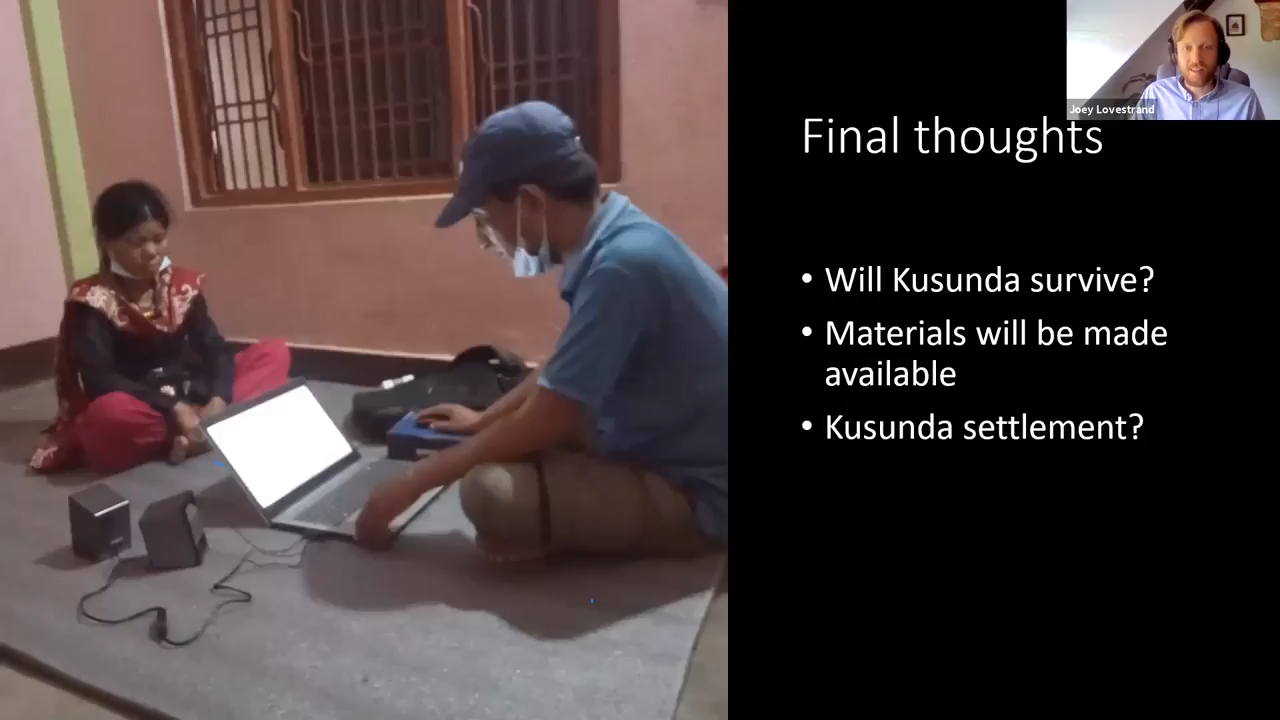 Joey Lovestrand
Final thoughts
• Will Kusunda survive?
• Materials will be made
available
• Kusunda settlement?